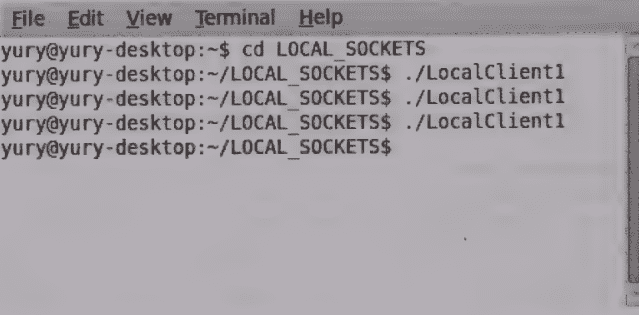 File Edit View Terminal Help
yury@yury-desktop:~$ cd LOCAL_SOCKETS
yury@yury-desktop:~/LOCAL_SOCKETS$ ./LocalClient1
yury@yury-desktop:~/LOCAL_SOCKETS$ ./LocalClient1
yury@yury-desktop:~/LOCAL_SOCKETS$ ./LocalClient1
yury@yury-desktop:~/LOCAL_SOCKETS$